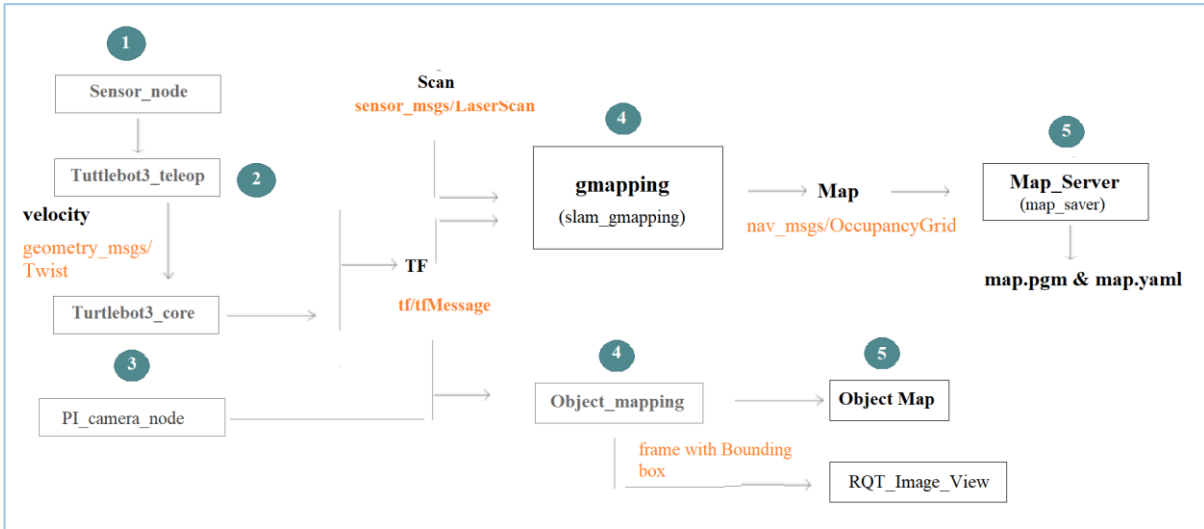 1
Sensor_node
Tuttlebot3_teleop
2
velocity
geometry_msgs/
Twist
Turtlebot3_core
3
PI_camera_node
Scan
sensor_msgs/LaserScan
TF
tf/tfMessage
4
gmapping
(slam_gmapping)
Map
nav_msgs/OccupancyGrid
5
Map_Server
(map_saver)
map.pgm & map.yaml
4
Object_mapping
5
Object Map
frame with Bounding
box
RQT_Image_View